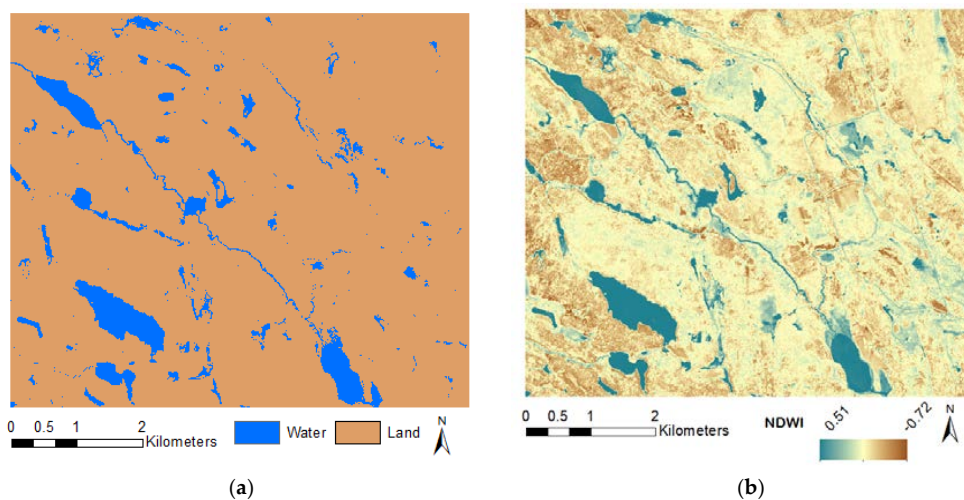 0 0.5 1 2
Kilometers
Water
Land
N
(a)
0 0.5 1 2
Kilometers
NDWI
0.51
-0.72
N
(b)